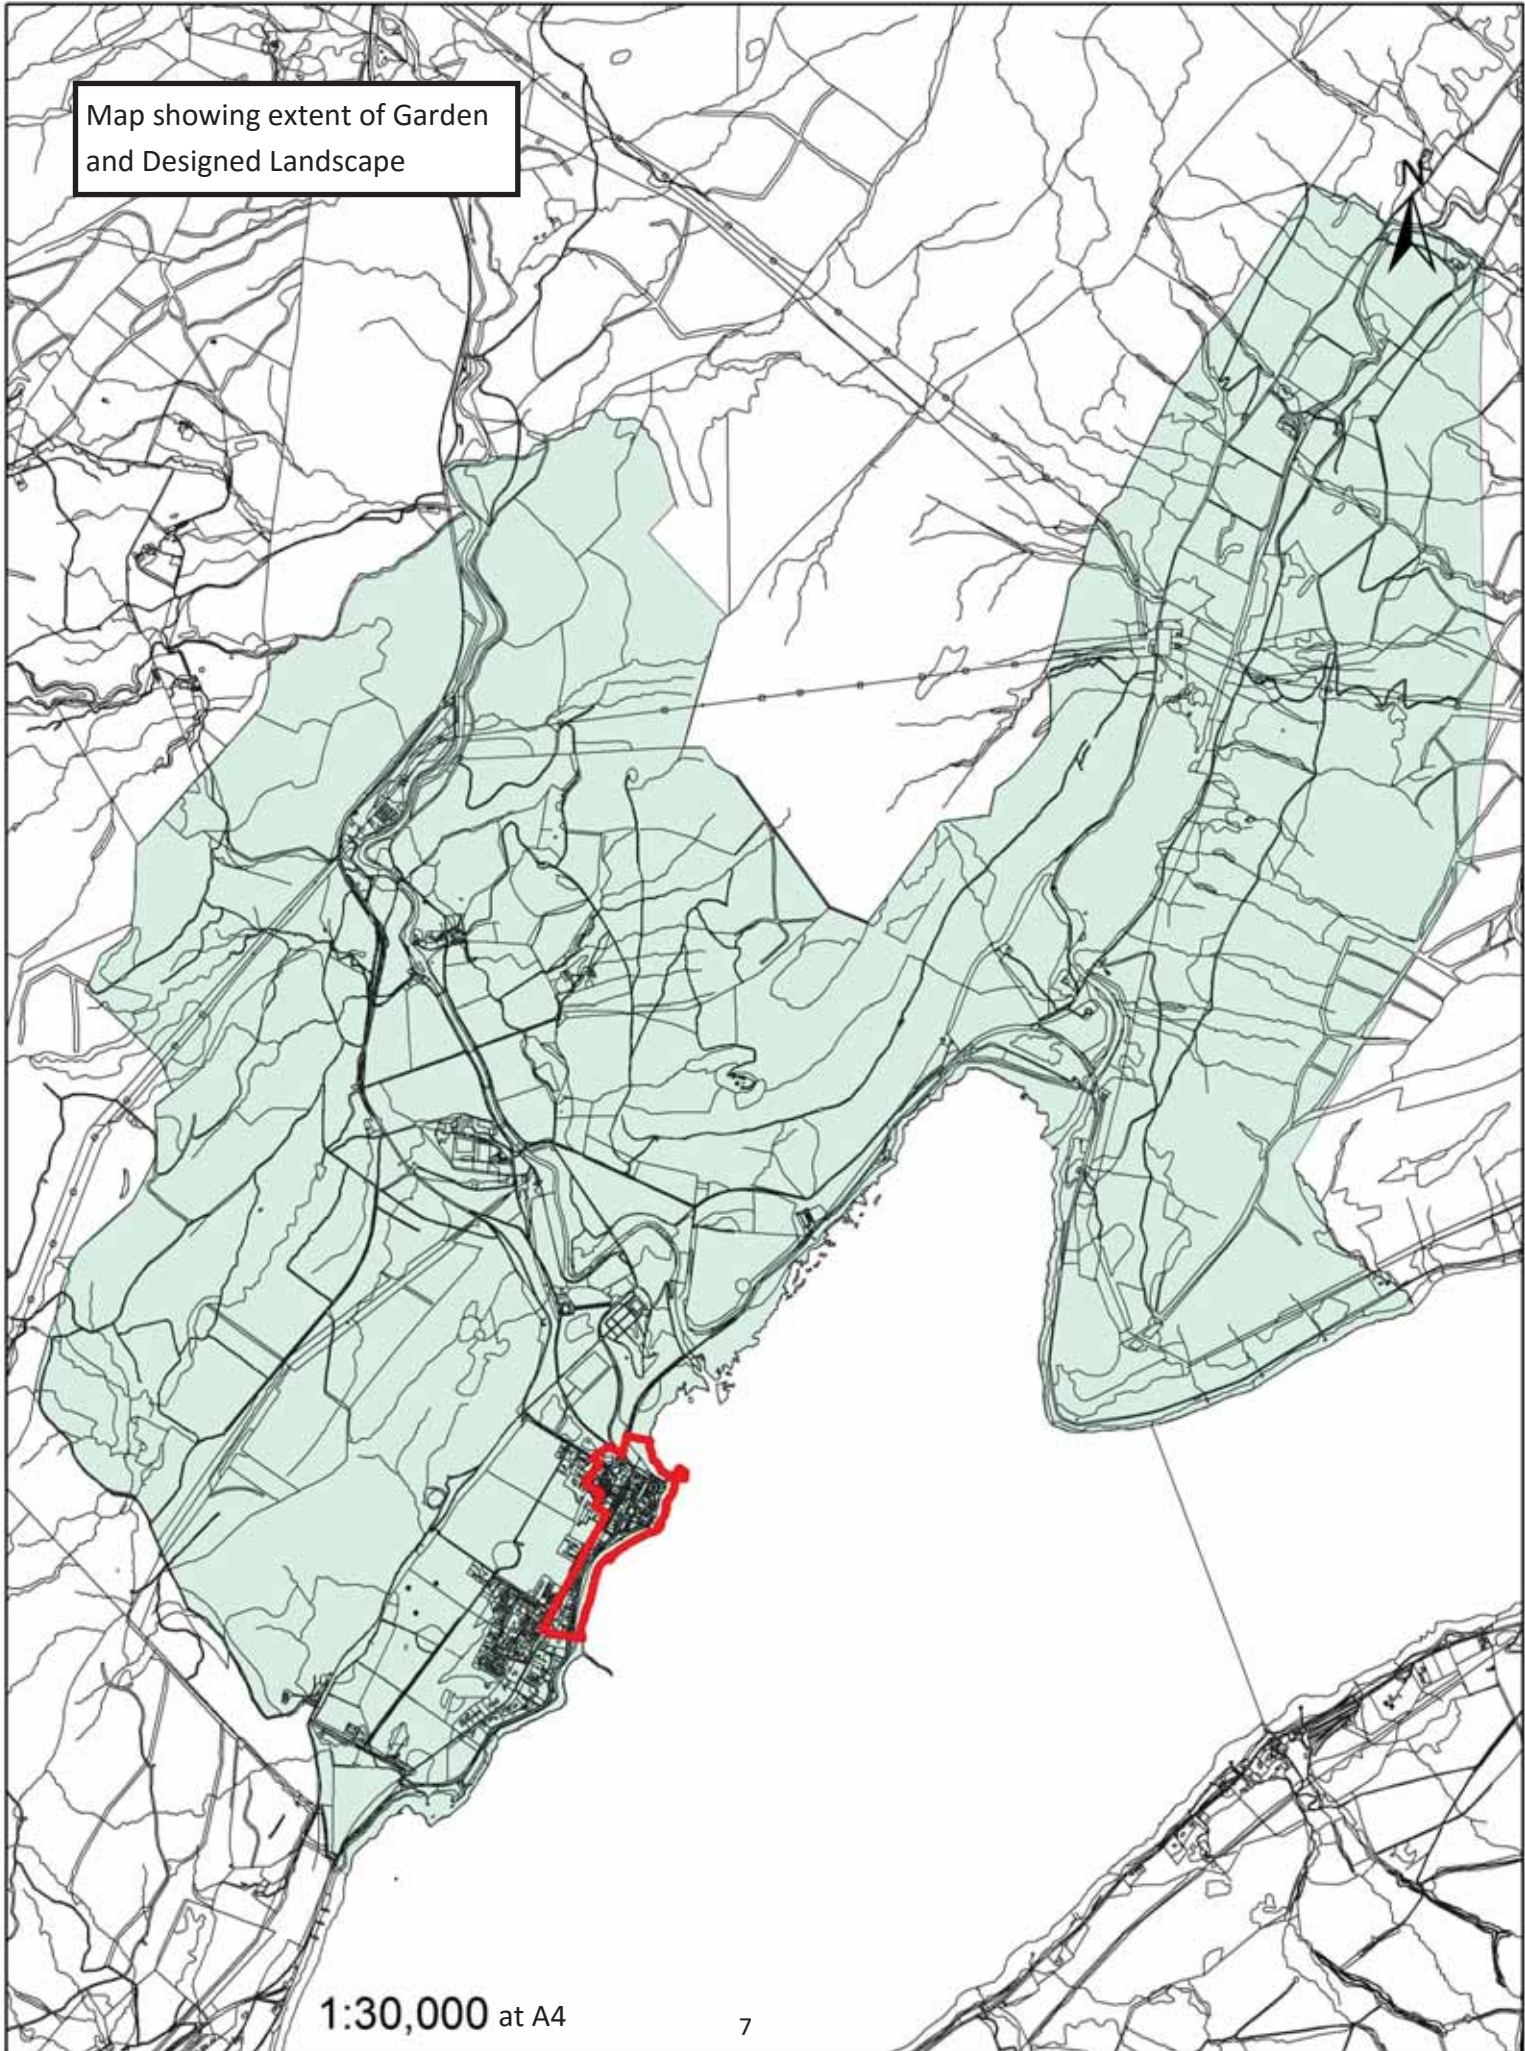 Map showing extent of Garden
and Designed Landscape
N
1:30,000 at A4
7